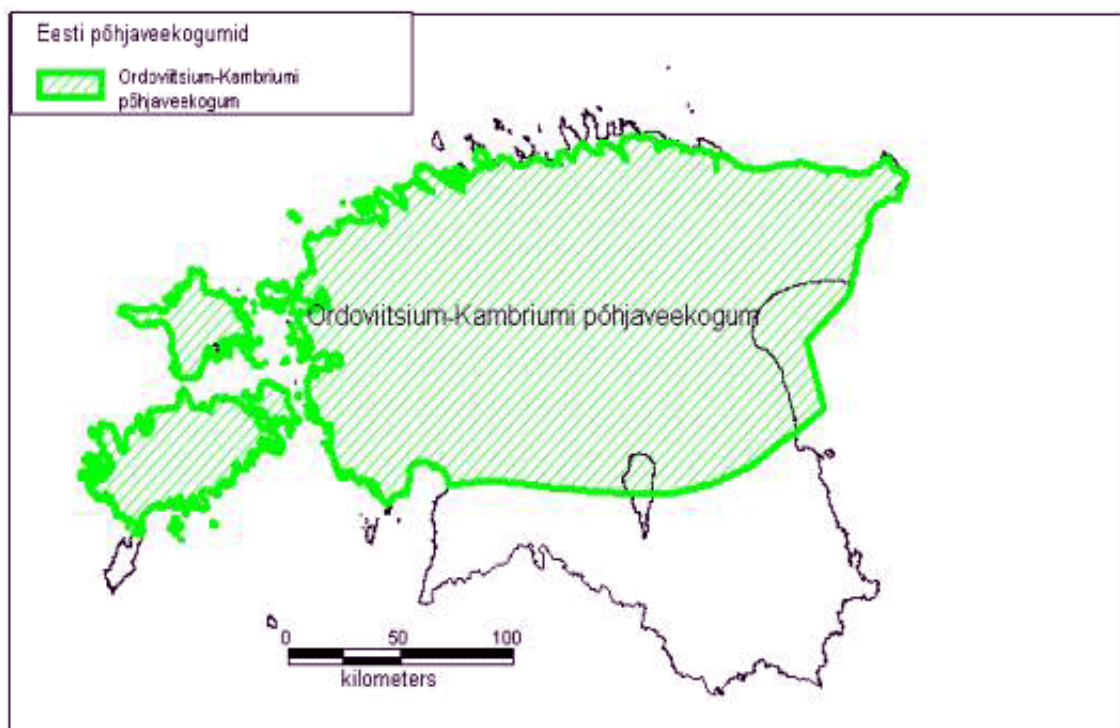 Eesti põhjaveekogumid
Ordoviitsium-Kambriumi
põhjaveekogum
Ordoviitsium-Kambriumi põhjaveekogum
0 50 100
kilometers